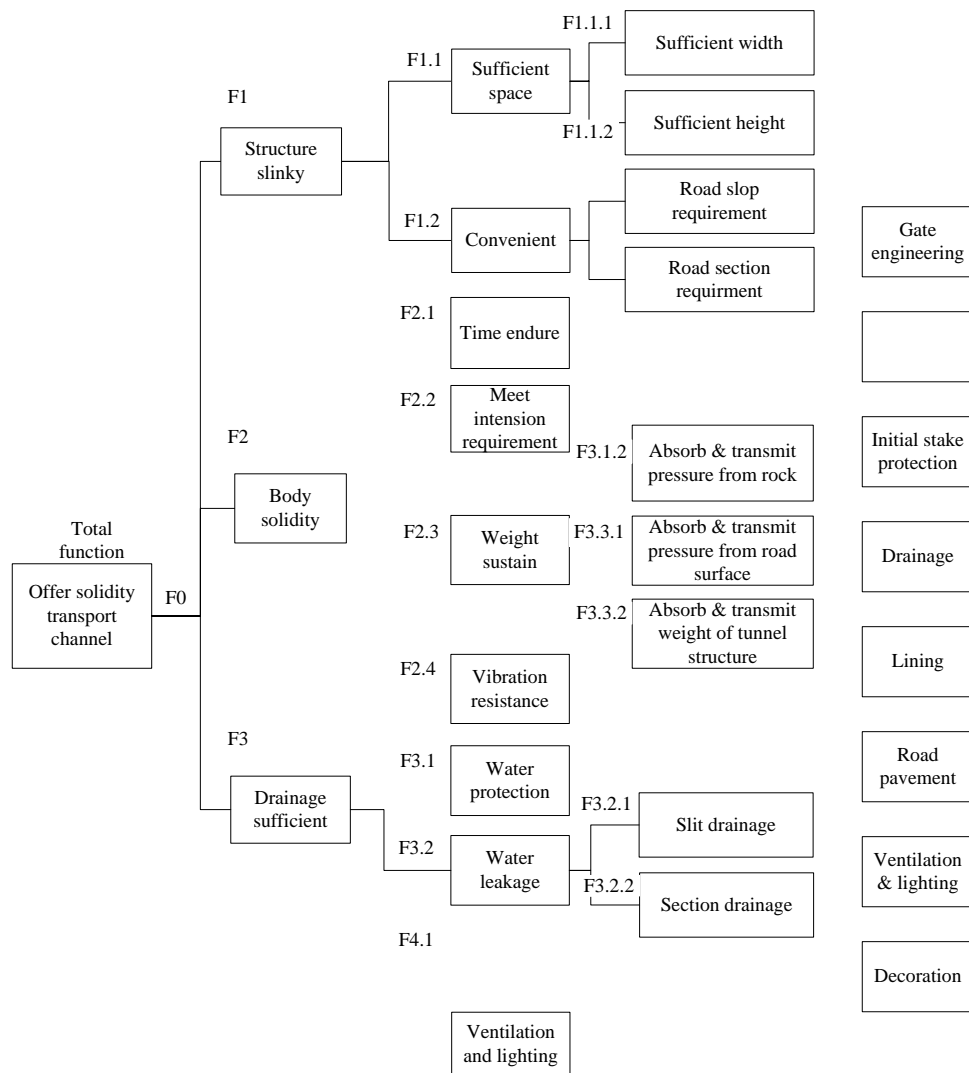 Total
function
Offer solidity
transport
channel
F0
F1
Structure
slinky
F2
Body
solidity
F3
Drainage
sufficient
F1.1
Sufficient
space
F1.2
Convenient
F2.1
Time endure
F2.2
Meet
intension
requirement
F2.3
Weight
sustain
F2.4
Vibration
resistance
F3.1
Water
protection
F3.2
Water
leakage
F4.1
Ventilation
and lighting
F1.1.1
Sufficient width
F1.1.2
Sufficient height
Road slop
requirement
Road section
requirment
F3.1.2
Absorb & transmit
pressure from rock
F3.3.1
Absorb & transmit
pressure from road
surface
F3.3.2
Absorb & transmit
weight of tunnel
structure
F3.2.1
Slit drainage
F3.2.2
Section drainage
Gate
engineering
Initial stake
protection
Drainage
Lining
Road
pavement
Ventilation
& lighting
Decoration